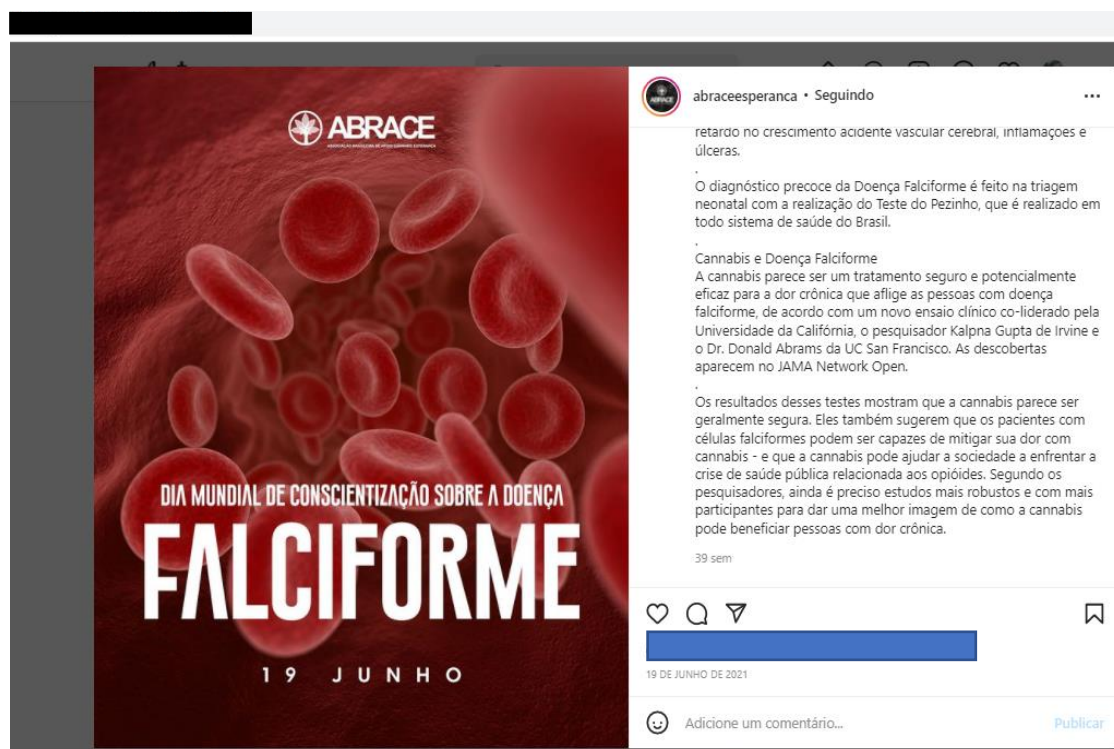 ABRACE
ASSOCIAÇÃO BRASILEIRA DE APOIO CANNABIS ESPERANÇA
DIA MUNDIAL DE CONSCIENTIZAÇÃO SOBRE A DOENÇA
FALCIFORME
19 JUNHO
abraceesperanca • Seguindo
retardo no crescimento acidente vascular cerebral, inflamações e
úlceras.
.
O diagnóstico precoce da Doença Falciforme é feito na triagem
neonatal com a realização do Teste do Pezinho, que é realizado em
todo sistema de saúde do Brasil.
.
Cannabis e Doença Falciforme
A cannabis parece ser um tratamento seguro e potencialmente
eficaz para a dor crônica que aflige as pessoas com doença
falciforme, de acordo com um novo ensaio clínico co-liderado pela
Universidade da Califórnia, o pesquisador Kalpna Gupta de Irvine e
o Dr. Donald Abrams da UC San Francisco. As descobertas
aparecem no JAMA Network Open.
.
Os resultados desses testes mostram que a cannabis parece ser
geralmente segura. Eles também sugerem que os pacientes com
células falciformes podem ser capazes de mitigar sua dor com
cannabis - e que a cannabis pode ajudar a sociedade a enfrentar a
crise de saúde pública relacionada aos opióides. Segundo os
pesquisadores, ainda é preciso estudos mais robustos e com mais
participantes para dar uma melhor imagem de como a cannabis
pode beneficiar pessoas com dor crônica.
39 sem
19 DE JUNHO DE 2021
Adicione um comentário...
Publicar